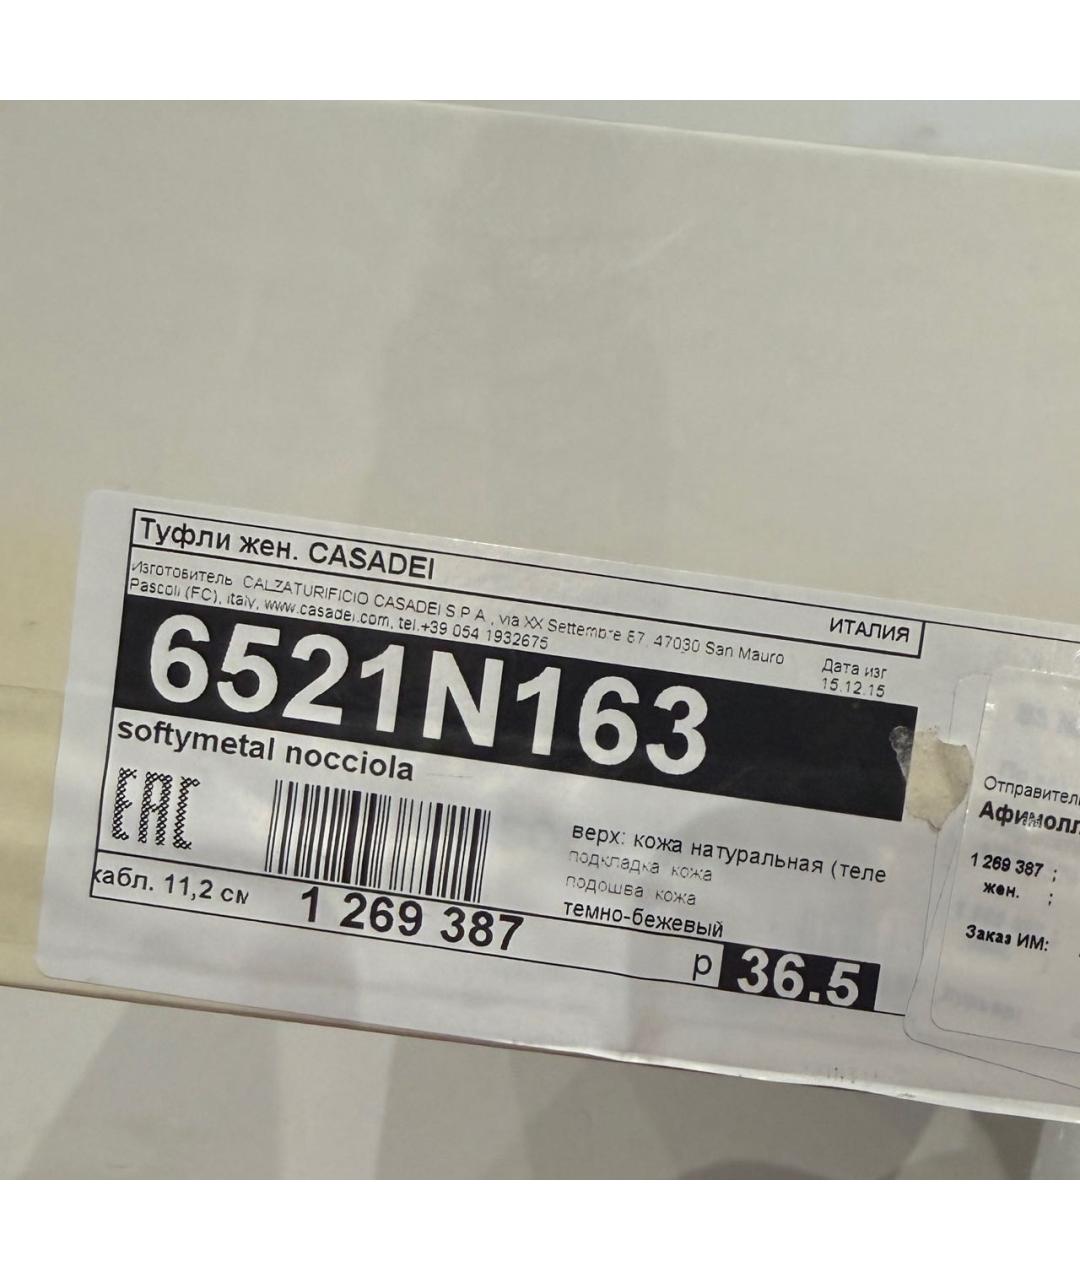 Туфли жен. CASADEI
Изготовитель CALZATURIFICIO CASADEI S.P.A., via XX Settembre 67, 47030 San Mauro
Pascoli (FC), Italy, www.casadei.com, tel.+39 054 1932675
ИТАЛИЯ
Дата изг
15.12.15
6521N163
softymetal nocciola
EAC
верх: кожа натуральная (теле
подкладка кожа
подошва кожа
темно-бежевый
кабл. 11,2 см
1 269 387
р 36.5
Отправител
Афимолл
1 269 387 ;
жен. ;
Заказ ИМ: